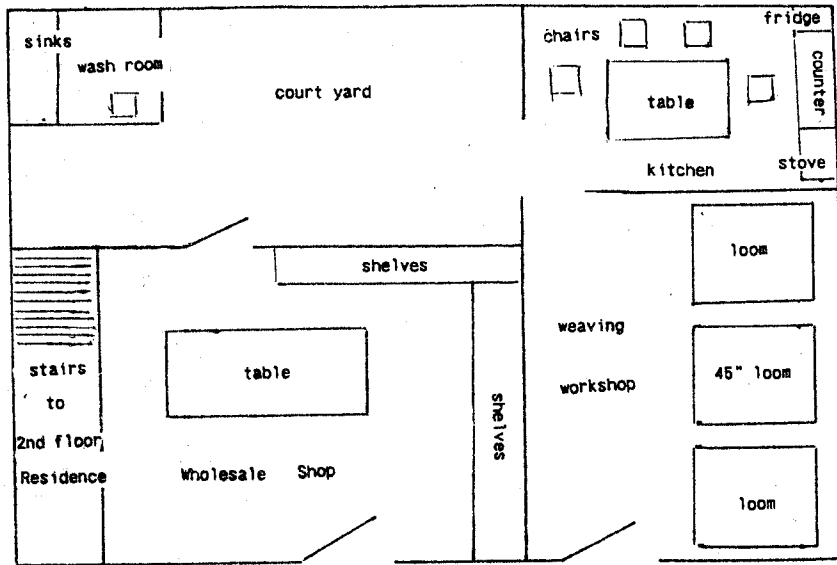 sinks
wash room
court yard
chairs
fridge
counter
table
kitchen
stove
shelves
loom
stairs
to
2nd floor
Residence
table
shelves
weaving
workshop
45" loom
Wholesale Shop
loom